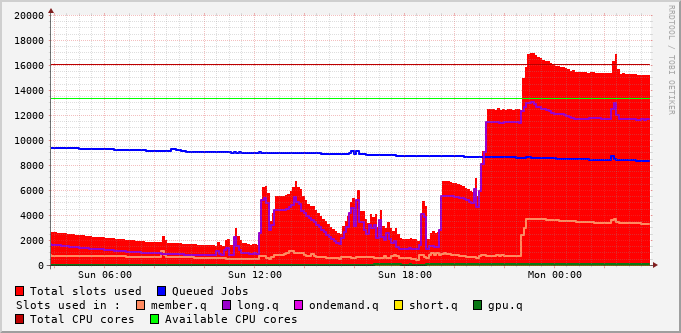 RRDTOOL / TOBI OETIKER
20000
18000
16000
14000
12000
10000
8000
6000
4000
2000
0
Sun 06:00 Sun 12:00 Sun 18:00 Mon 00:00
Total slots used Queued Jobs
Slots used in : member.q long.q ondemand.q short.q gpu.q
Total CPU cores Available CPU cores